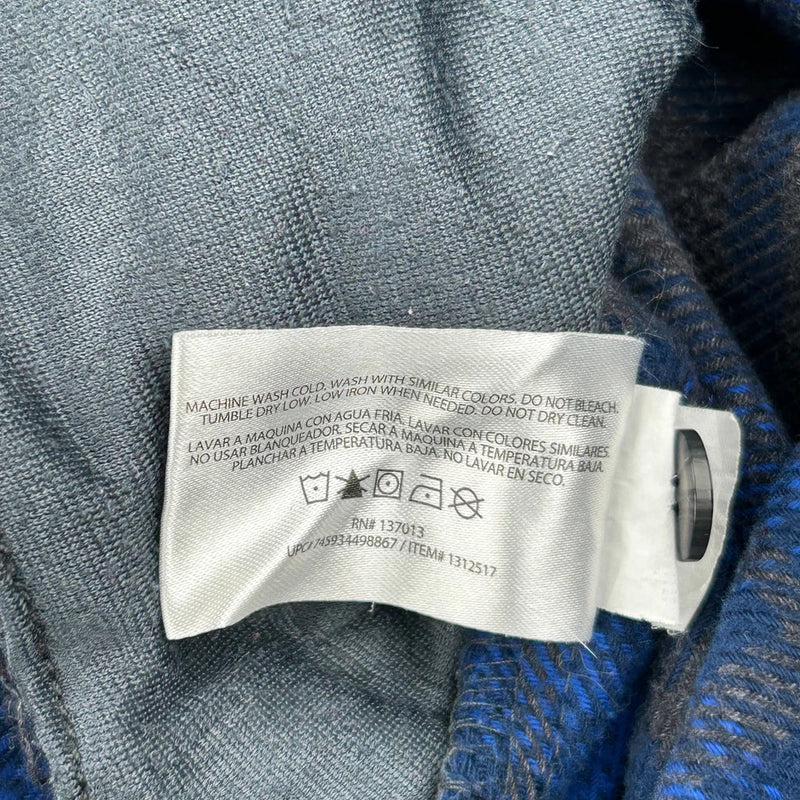 MACHINE WASH COLD. WASH WITH SIMILAR COLORS. DO NOT BLEACH.
TUMBLE DRY LOW. LOW IRON WHEN NEEDED. DO NOT DRY CLEAN.
LAVAR A MAQUINA CON AGUA FRIA. LAVAR CON COLORES SIMILARES.
NO USAR BLANQUEADOR. SECAR A MAQUINA A TEMPERATURA BAJA.
PLANCHAR A TEMPERATURA BAJA. NO LAVAR EN SECO.
RN# 137013
UPC# 745934498867 / ITEM# 1312517